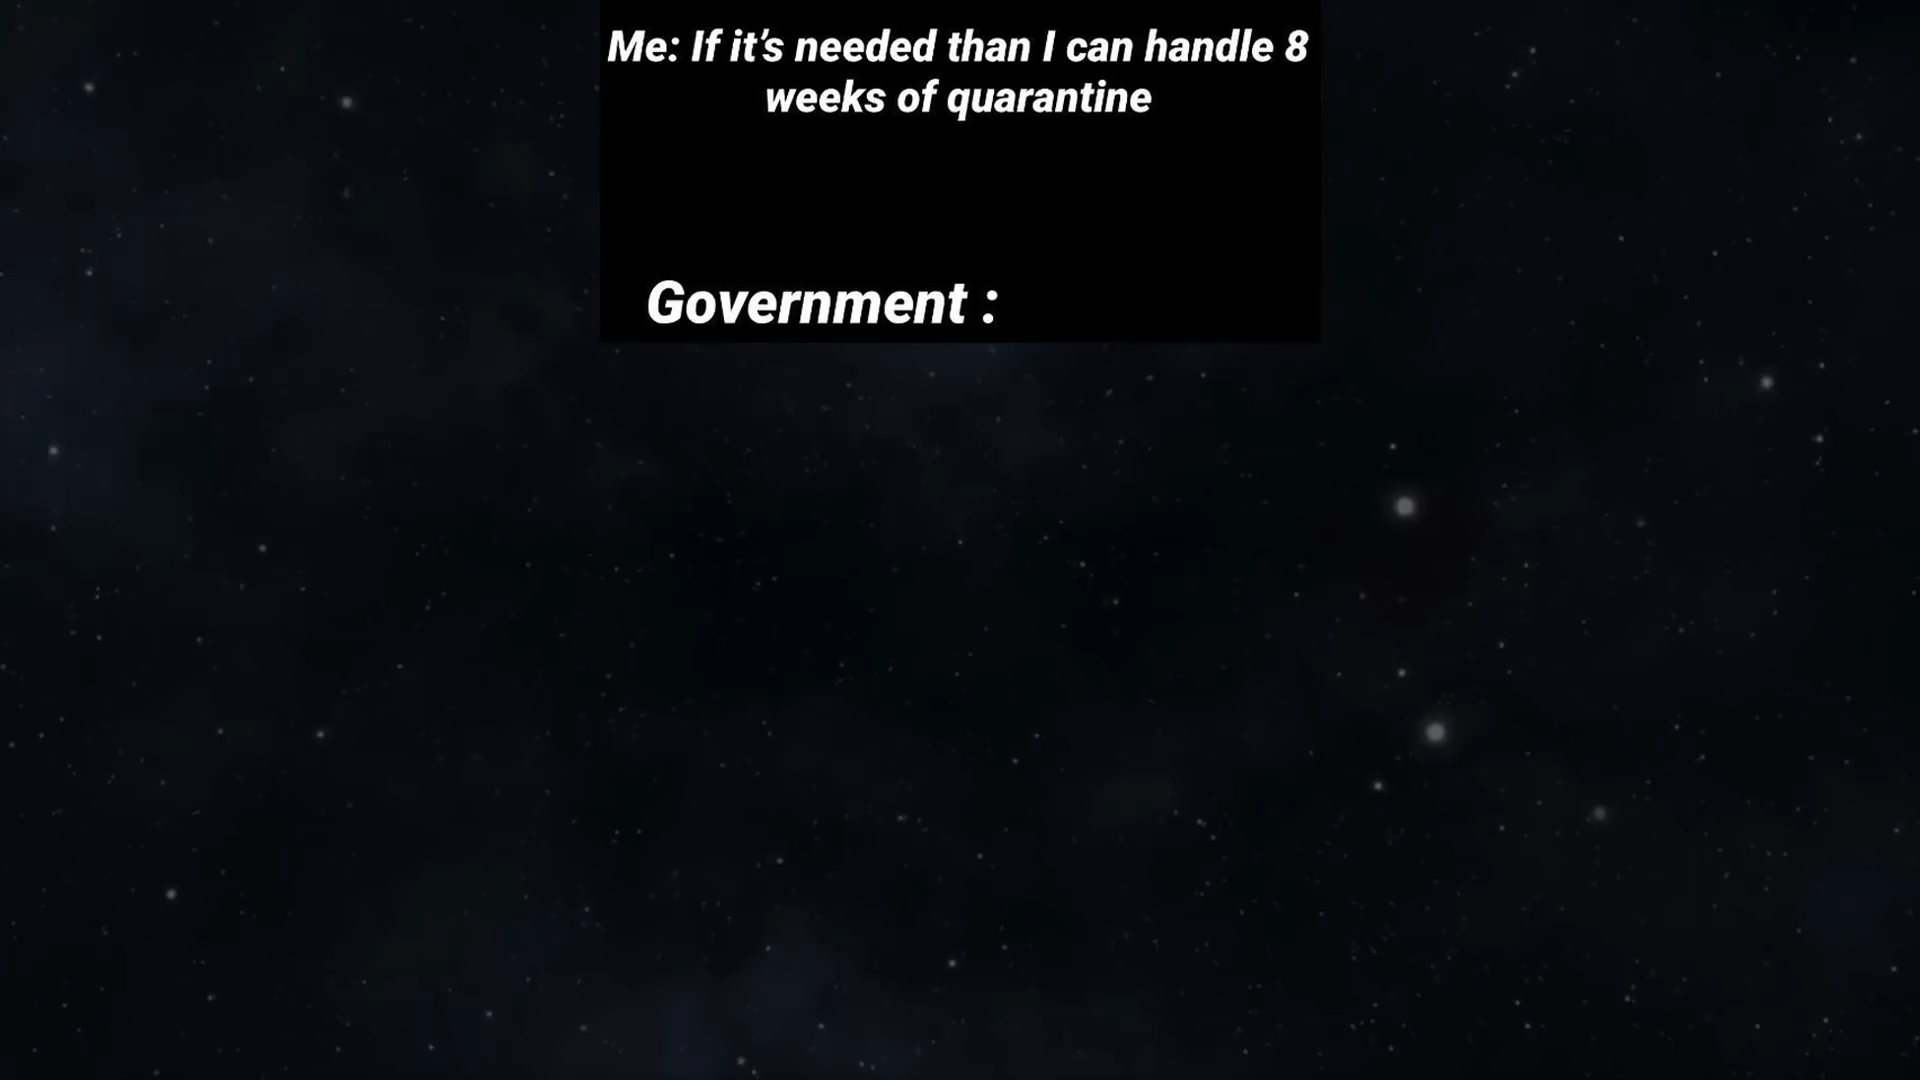 Me: If it’s needed than I can handle 8
weeks of quarantine
Government :